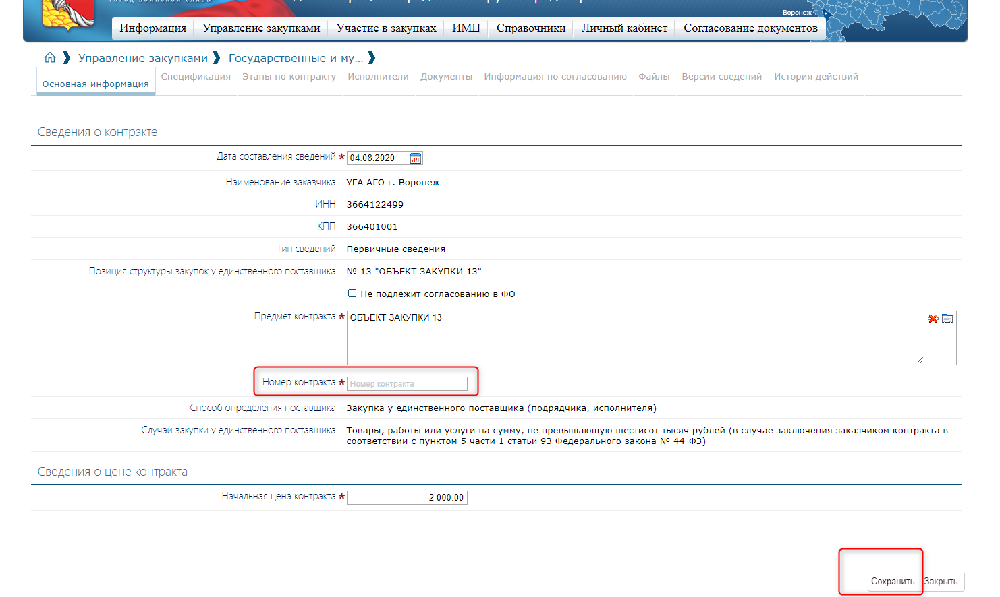 Воронеж
Информация Управление закупками Участие в закупках ИМЦ Справочники Личный кабинет Согласование документов
Управление закупками Государственные и му...
Основная информация Спецификация Этапы по контракту Исполнители Документы Информация по согласованию Файлы Версии сведений История действий
Сведения о контракте
Дата составления сведений * 04.08.2020
Наименование заказчика УГА АГО г. Воронеж
ИНН 3664122499
КПП 366401001
Тип сведений Первичные сведения
Позиция структуры закупок у единственного поставщика № 13 "ОБЪЕКТ ЗАКУПКИ 13"
Не подлежит согласованию в ФО
Предмет контракта * ОБЪЕКТ ЗАКУПКИ 13
Номер контракта * Номер контракта
Способ определения поставщика Закупка у единственного поставщика (подрядчика, исполнителя)
Случаи закупки у единственного поставщика Товары, работы или услуги на сумму, не превышающую шестисот тысяч рублей (в случае заключения заказчиком контракта в
соответствии с пунктом 5 части 1 статьи 93 Федерального закона № 44-ФЗ)
Сведения о цене контракта
Начальная цена контракта * 2 000.00
Сохранить Закрыть